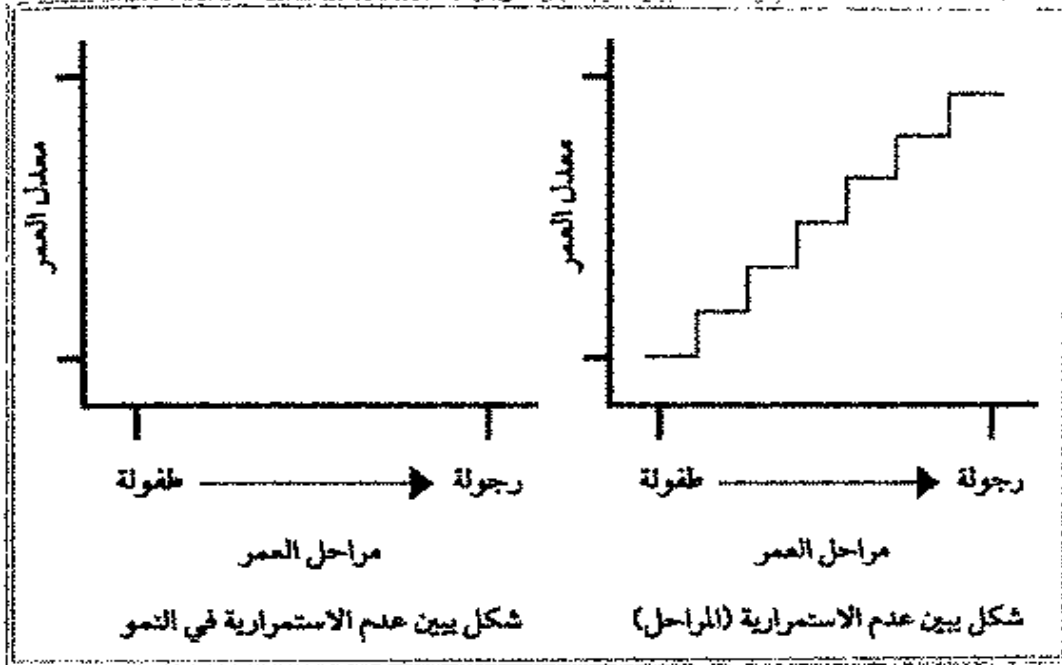 معدل العمر
معدل العمر
رجولة
طفولة
رجولة
طفولة
مراحل العمر
مراحل العمر
شكل يبين عدم الاستمرارية (المراحل)
شكل يبين عدم الاستمرارية في النمو